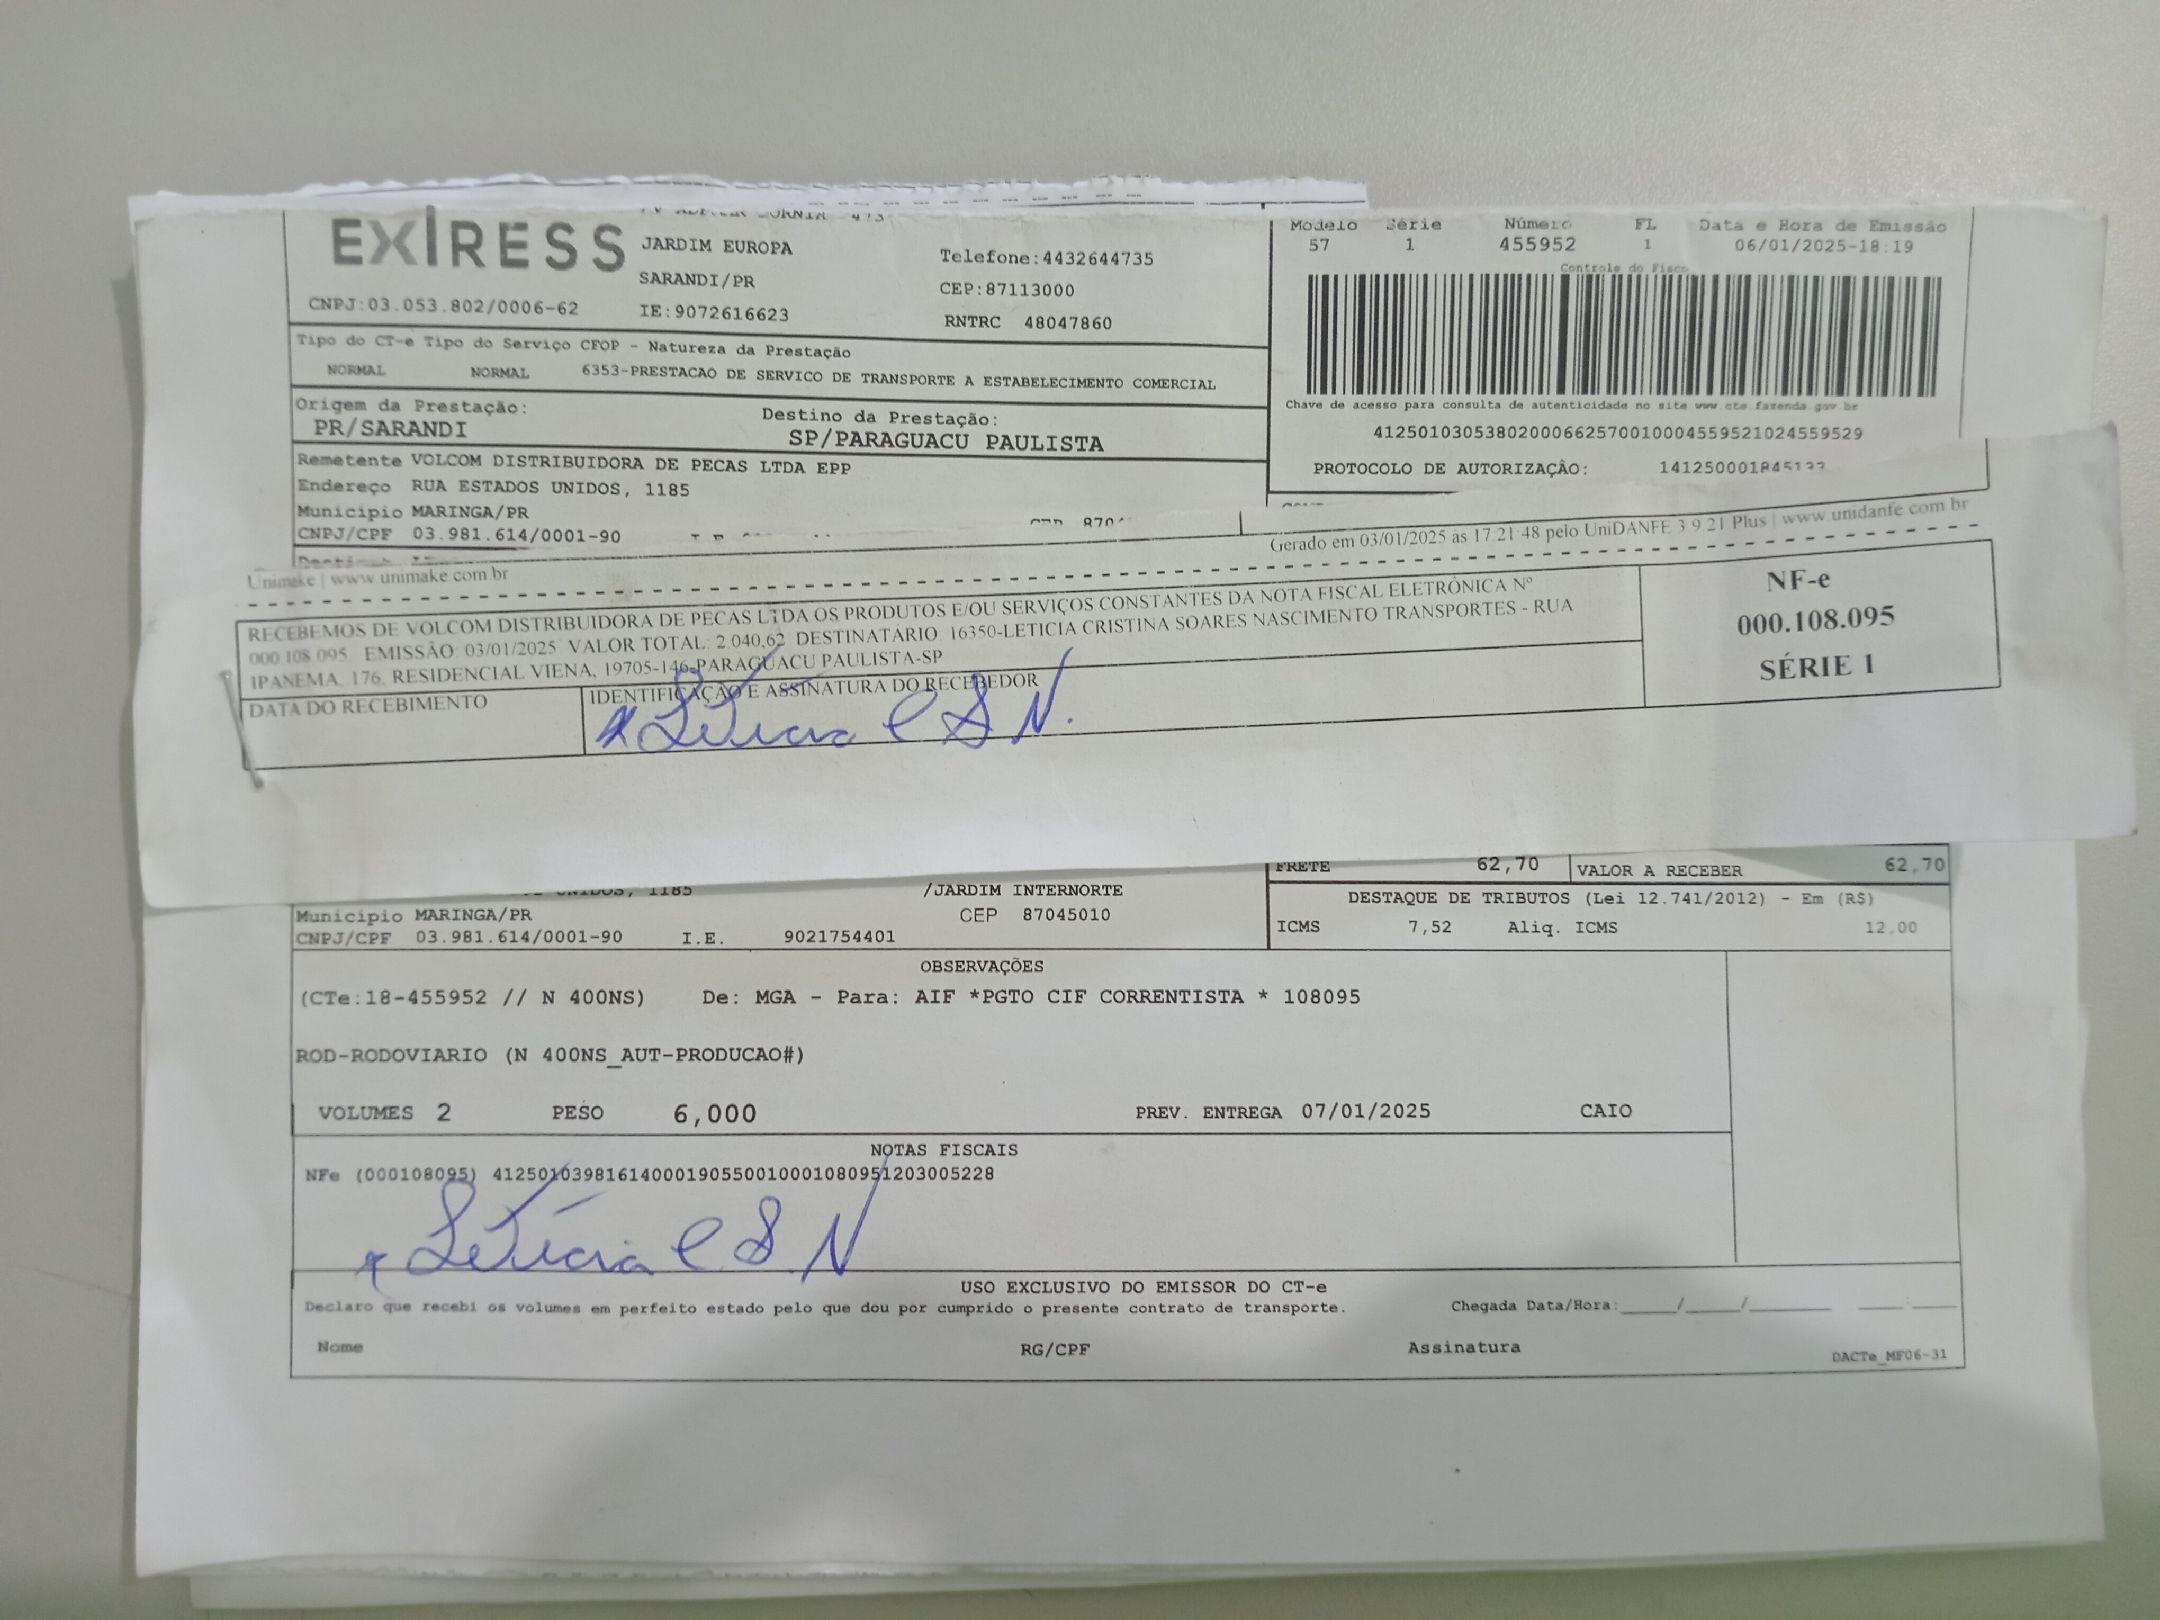 EXPRESS
JARDIM EUROPA
Telefone:4432644735
SARANDI/PR
CEP:87113000
CNPJ:03.053.802/0006-62
IE:9072616623
RNTRC 48047860
Modelo Série Número FL Data e Hora de Emissão
57 1 455952 1 06/01/2025-18:19
Controle do Fisco
Tipo do CT-e Tipo do Serviço CFOP - Natureza da Prestação
NORMAL NORMAL 6353-PRESTACAO DE SERVICO DE TRANSPORTE A ESTABELECIMENTO COMERCIAL
Chave de acesso para consulta de autenticidade no site www.cte.fazenda.gov.br
41250103053802000662570010004559521024559529
PROTOCOLO DE AUTORIZAÇÃO:
Origem da Prestação:
PR/SARANDI
Destino da Prestação:
SP/PARAGUACU PAULISTA
Remetente VOLCOM DISTRIBUIDORA DE PECAS LTDA EPP
Endereço RUA ESTADOS UNIDOS, 1185
Município MARINGA/PR
CNPJ/CPF 03.981.614/0001-90
Unimake | www.unimake.com.br
Gerado em 03/01/2025 as 17:21:48 pelo UniDANFE 3.9.21 Plus | www.unidanfe.com.br
RECEBEMOS DE VOLCOM DISTRIBUIDORA DE PECAS LTDA OS PRODUTOS E/OU SERVIÇOS CONSTANTES DA NOTA FISCAL ELETRÔNICA Nº
000.108.095. EMISSÃO: 03/01/2025 VALOR TOTAL: 2.040,62 DESTINATÁRIO: 16350-LETICIA CRISTINA SOARES NASCIMENTO TRANSPORTES - RUA
IPANEMA, 176, RESIDENCIAL VIENA, 19705-146-PARAGUACU PAULISTA-SP
DATA DO RECEBIMENTO
IDENTIFICAÇÃO E ASSINATURA DO RECEBEDOR
Letícia C S N.
NF-e
000.108.095
SÉRIE 1
FRETE 62,70 VALOR A RECEBER 62,70
UNIDOS, 1185 /JARDIM INTERNORTE
Município MARINGA/PR CEP 87045010
CNPJ/CPF 03.981.614/0001-90 I.E. 9021754401
DESTAQUE DE TRIBUTOS (Lei 12.741/2012) - Em (R$)
ICMS 7,52 Aliq. ICMS 12,00
OBSERVAÇÕES
(CTe:18-455952 // N 400NS) De: MGA - Para: AIF *PGTO CIF CORRENTISTA * 108095
ROD-RODOVIARIO (N 400NS_AUT-PRODUCAO#)
VOLUMES 2 PESO 6,000 PREV. ENTREGA 07/01/2025 CAIO
NOTAS FISCAIS
NFe (000108095) 41250103981614000190550010001080951203005228
Letícia C S N
USO EXCLUSIVO DO EMISSOR DO CT-e
Declaro que recebi os volumes em perfeito estado pelo que dou por cumprido o presente contrato de transporte.
Chegada Data/Hora:_____/_____/_______ ____:____
Nome RG/CPF Assinatura
DACTe_MF06-31